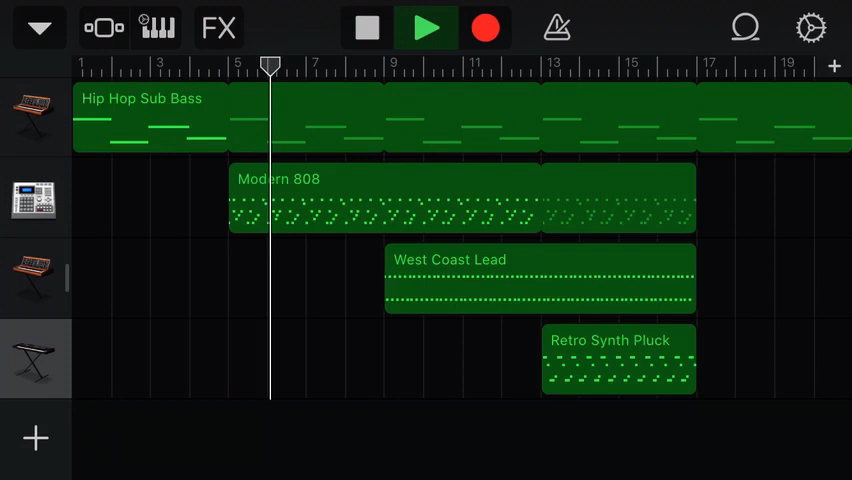 FX
1 3 5 7 9 11 13 15 17 19 +
Hip Hop Sub Bass
Modern 808
West Coast Lead
Retro Synth Pluck